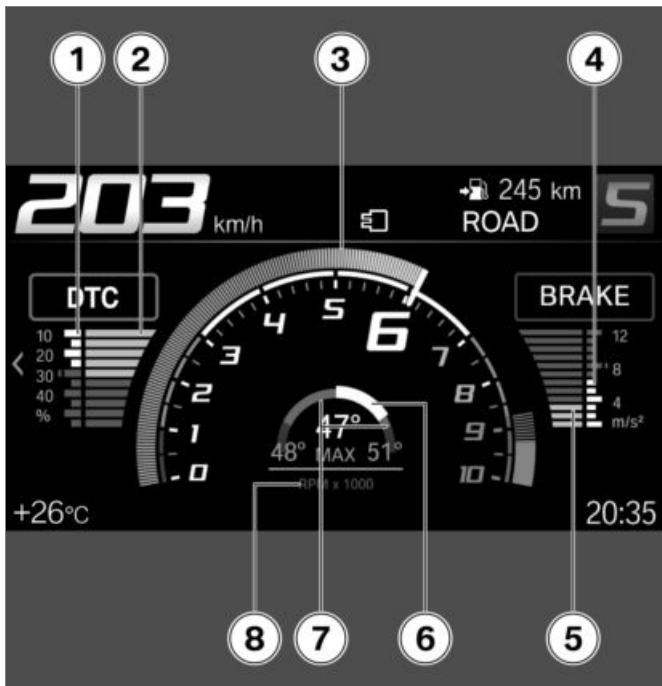 1 2 3 4
203 km/h
245 km
ROAD
5
DTC
BRAKE
10
20
30
40
%
12
8
4
m/s²
0 1 2 3 4 5 6 7 8 9 10
47°
48° MAX 51°
RPM x 1000
+26°C
20:35
8 7 6 5